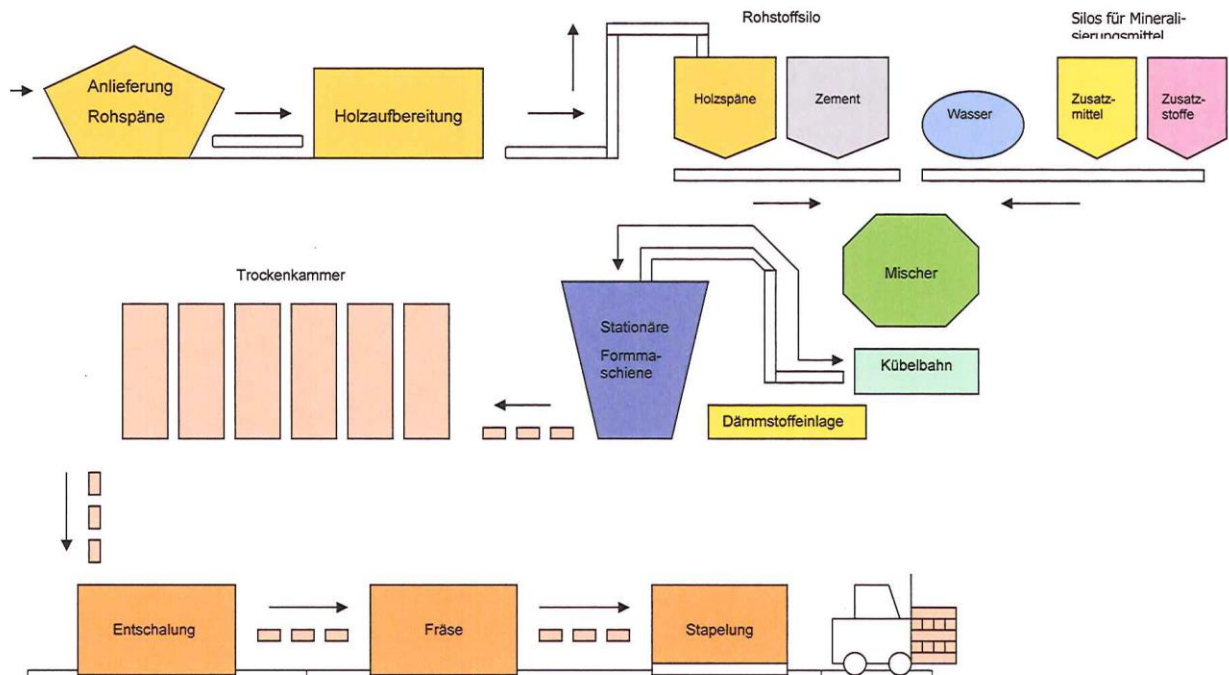 Rohstoffsilo
Silos für Minerali-
sierungsmittel
Anlieferung
Rohspäne
Holzaufbereitung
Holzspäne
Zement
Wasser
Zusatz-
mittel
Zusatz-
stoffe
Trockenkammer
Stationäre
Formma-
schiene
Mischer
Kübelbahn
Dämmstoffeinlage
Entschalung
Fräse
Stapelung